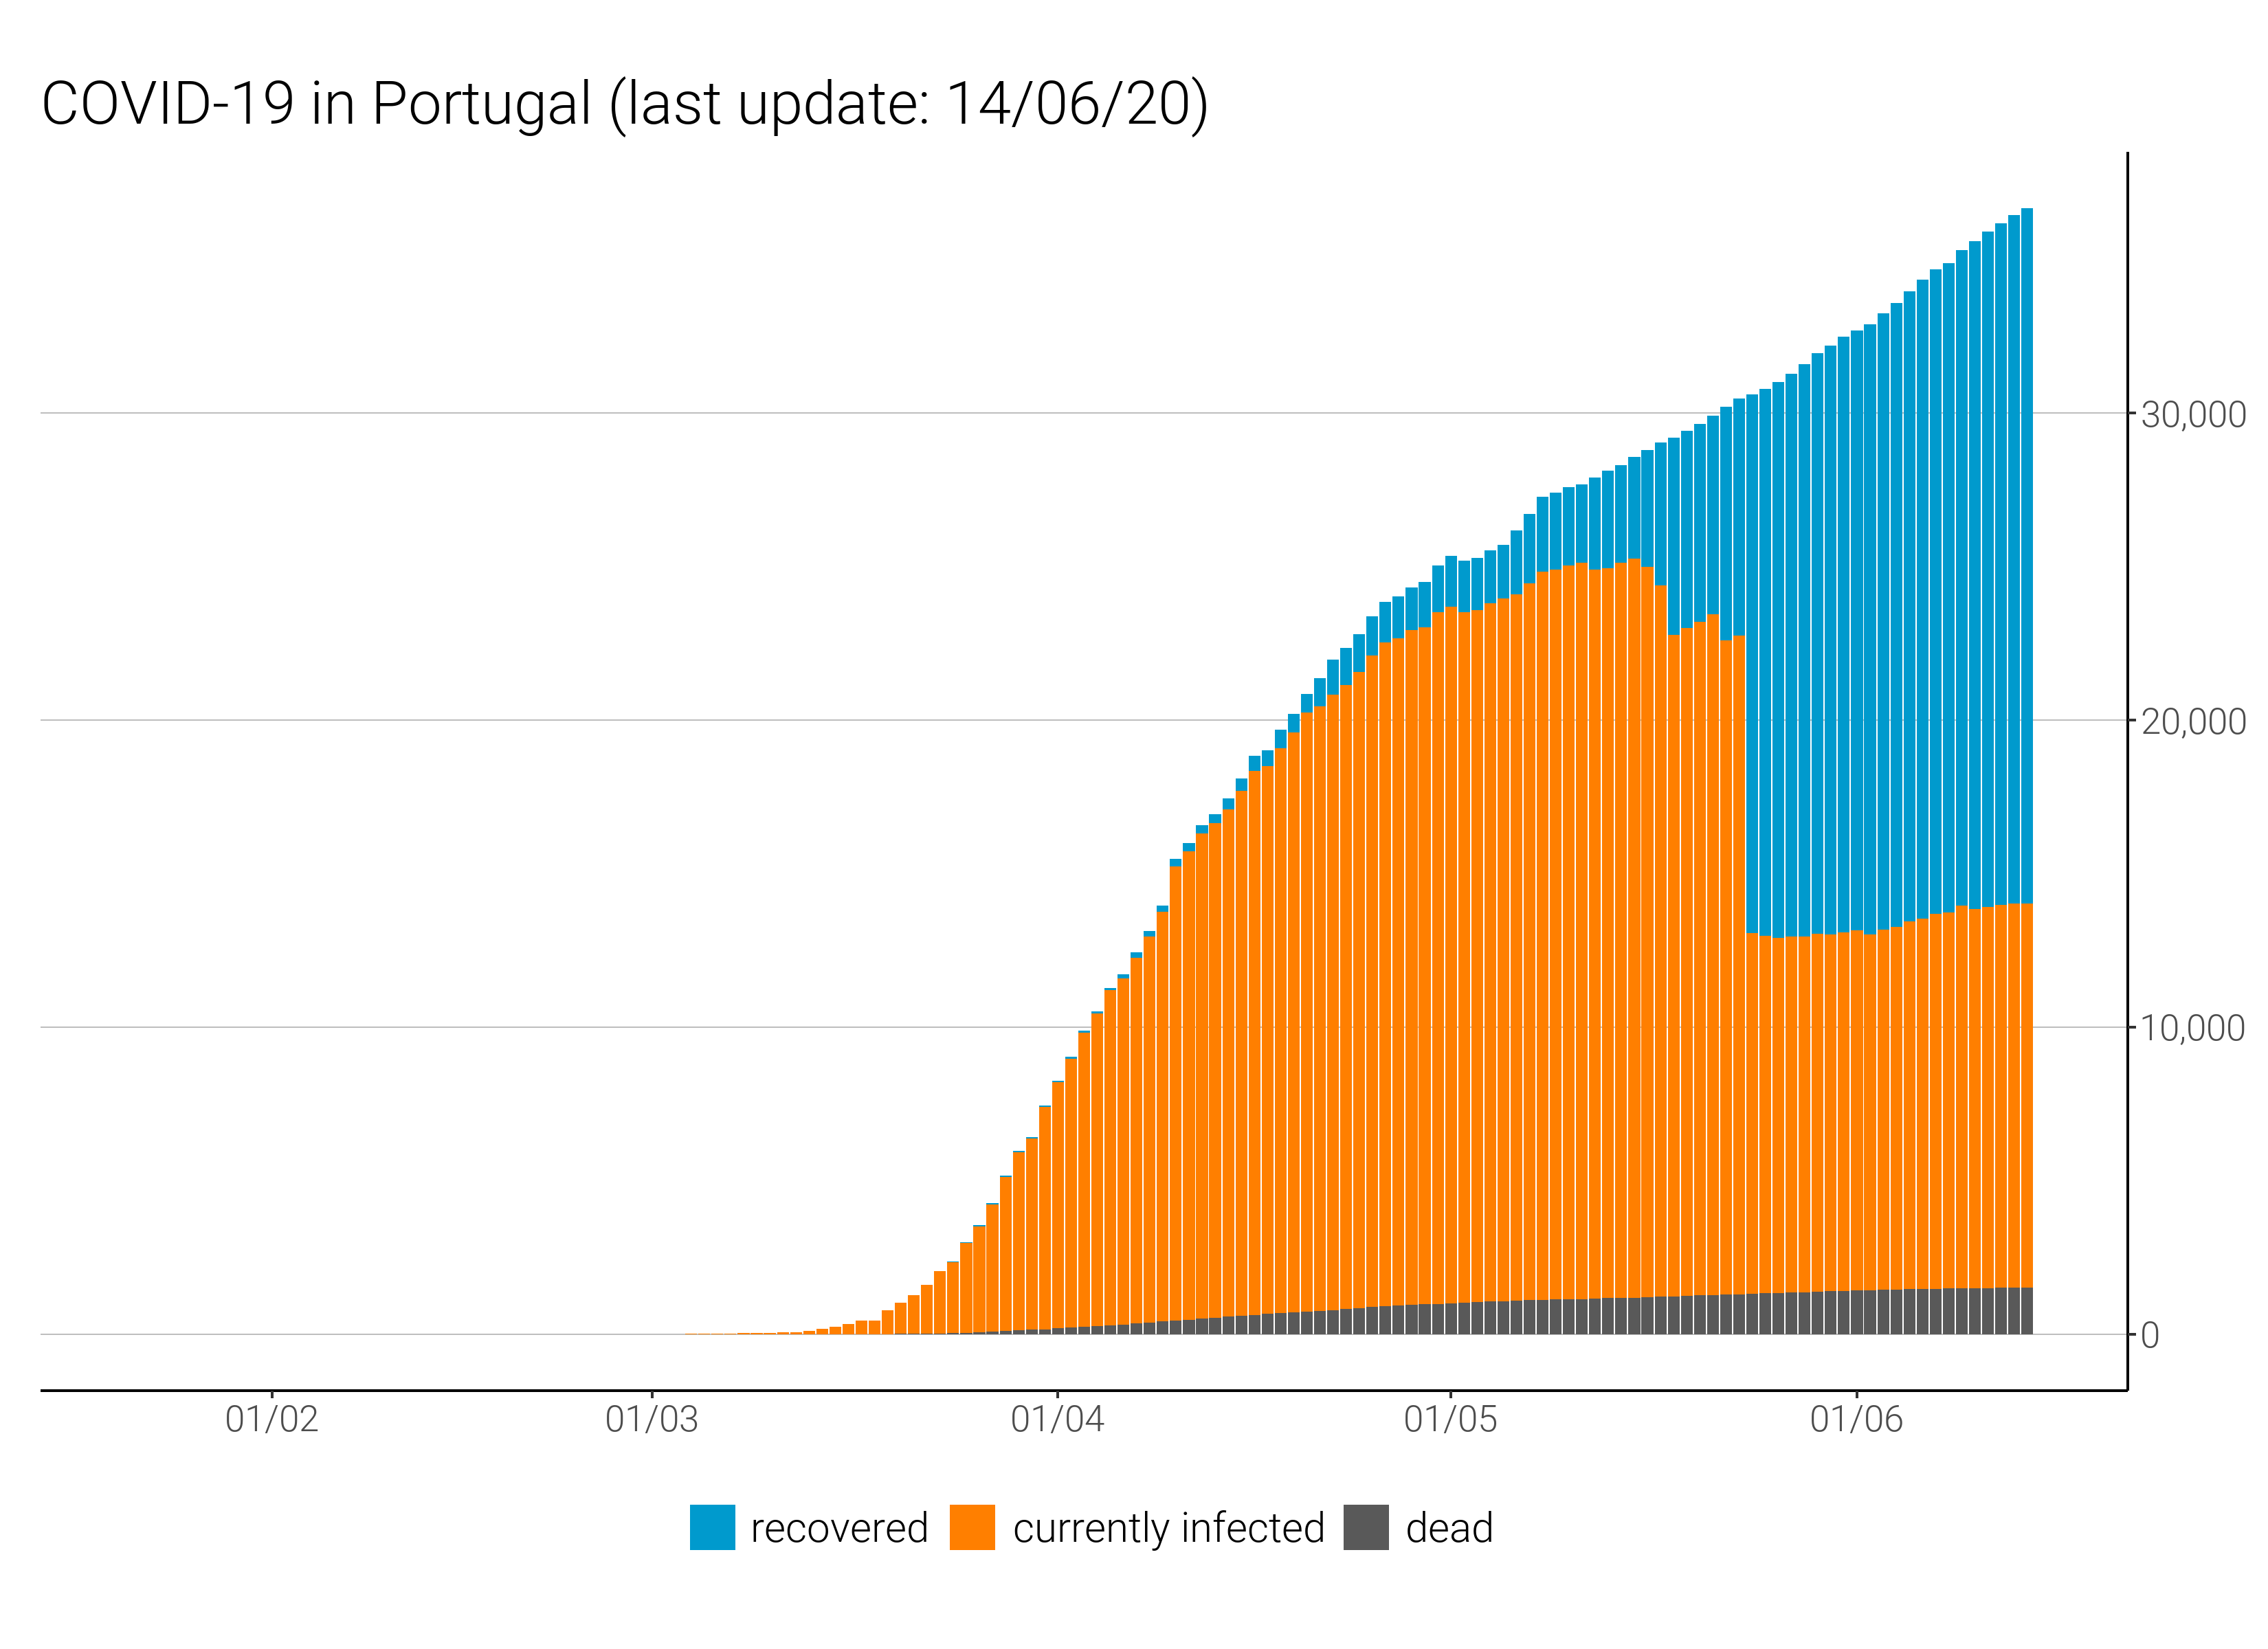 COVID-19 in Portugal (last update: 14/06/20)
30,000
20,000
10,000
0
01/02 01/03 01/04 01/05 01/06
recovered currently infected dead